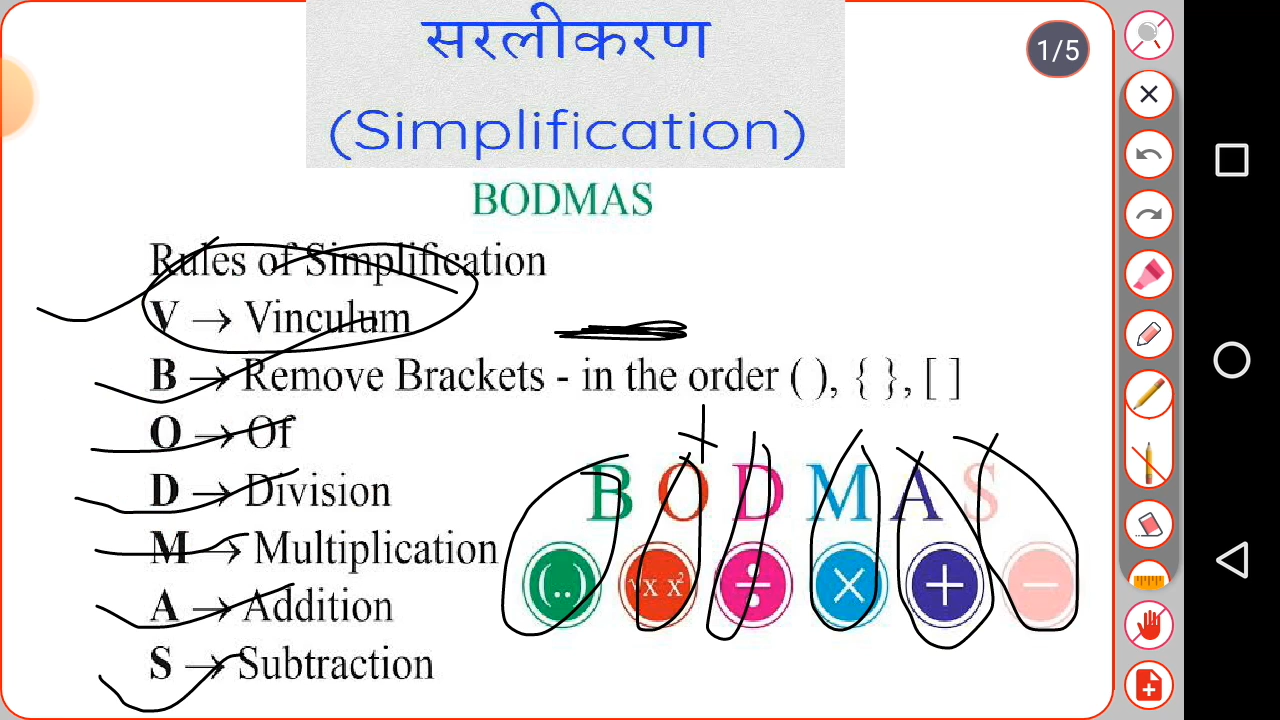 सरलीकरण
1/5
(Simplification)
BODMAS
Rules of Simplification
V → Vinculum
B → Remove Brackets - in the order ( ), { }, [ ]
O → Of
D → Division
M → Multiplication
A → Addition
S → Subtraction
B O D M A S
(..) √x x² ÷ × + −